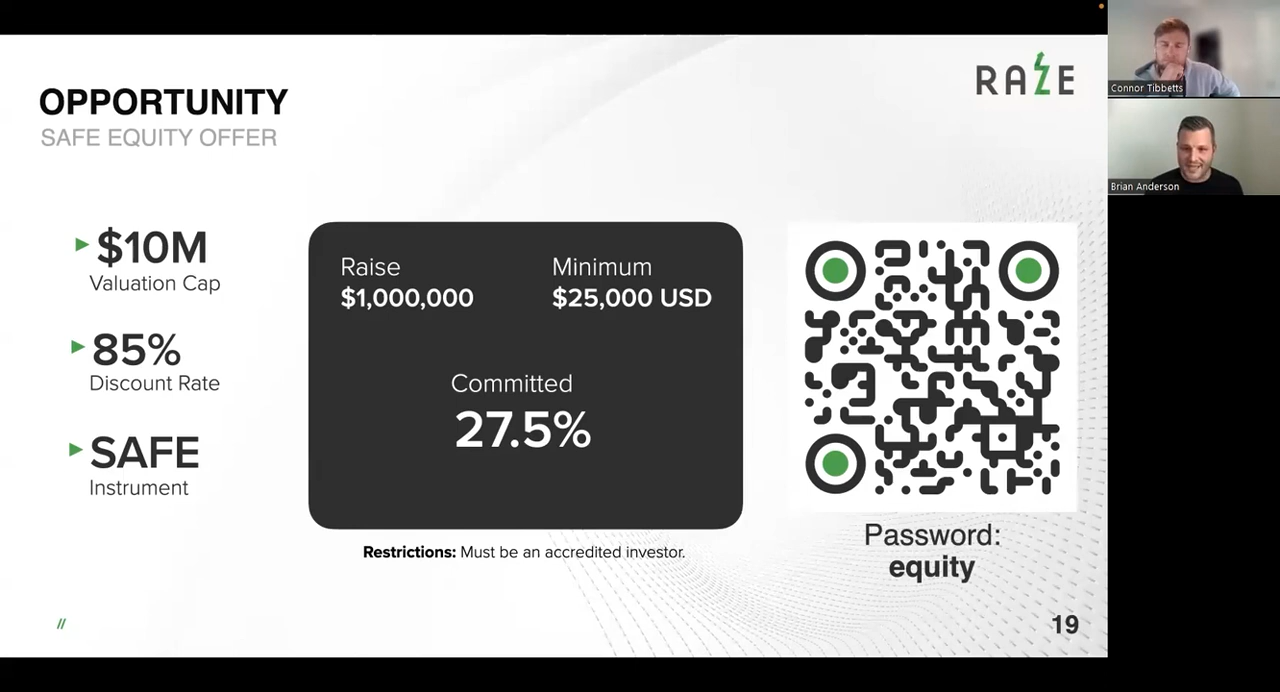 OPPORTUNITY
SAFE EQUITY OFFER
RAZE
Connor Tibbetts
Brian Anderson
$10M
Valuation Cap
85%
Discount Rate
SAFE
Instrument
Raise
$1,000,000
Minimum
$25,000 USD
Committed
27.5%
Restrictions: Must be an accredited investor.
Password:
equity
//
19